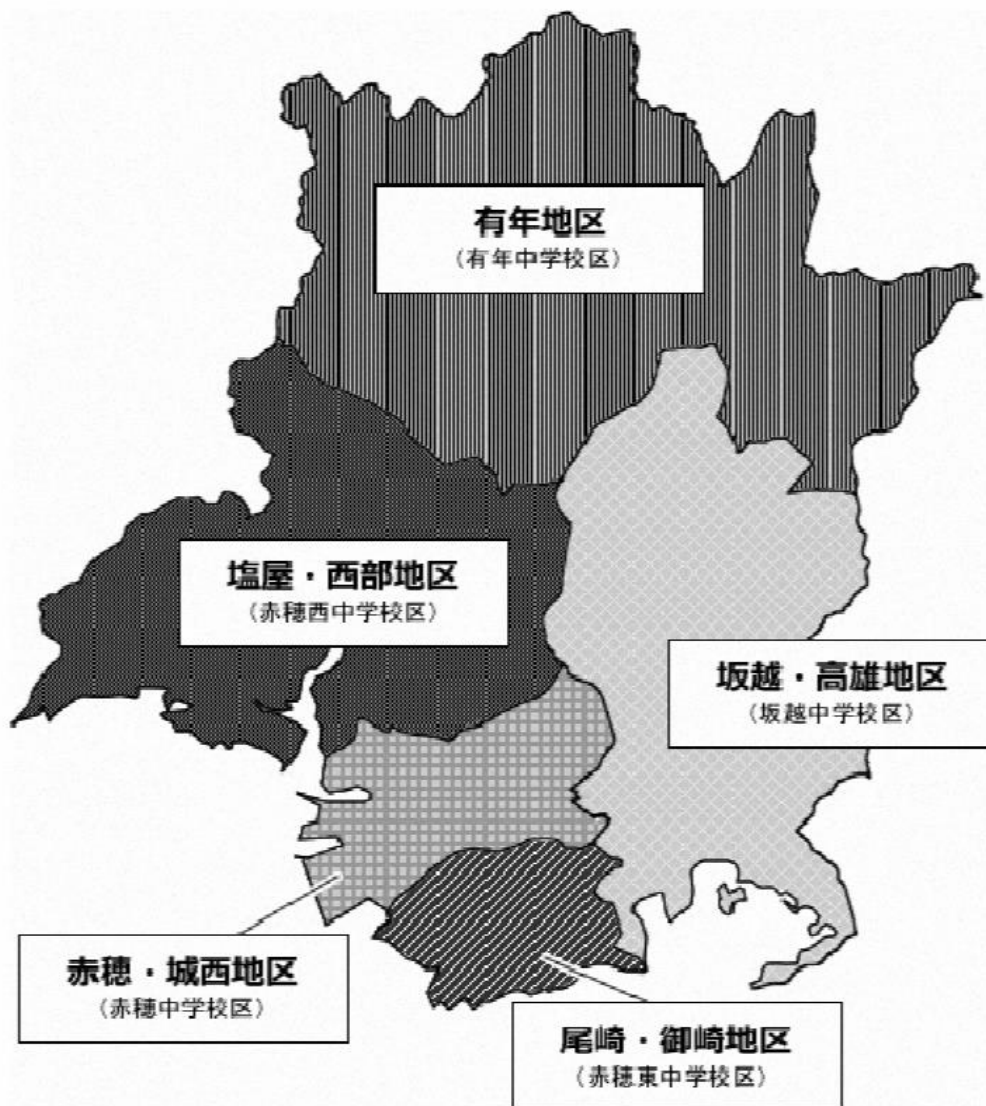 有年地区
（有年中学校区）
塩屋・西部地区
（赤穂西中学校区）
坂越・高雄地区
（坂越中学校区）
赤穂・城西地区
（赤穂中学校区）
尾崎・御崎地区
（赤穂東中学校区）